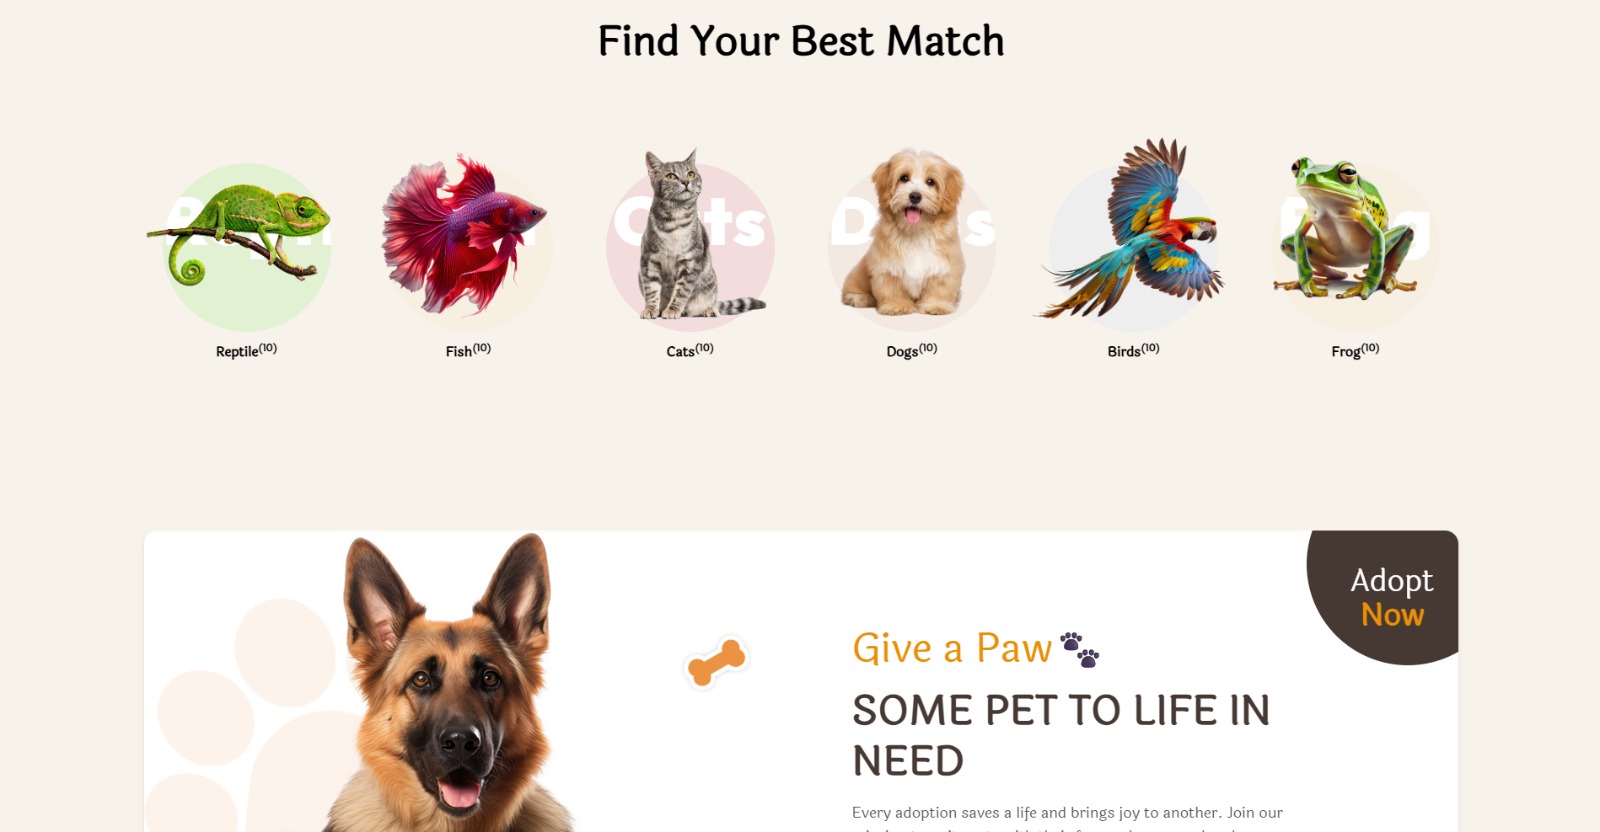 Find Your Best Match
Cats
Reptile(10)
Fish(10)
Cats(10)
Dogs(10)
Birds(10)
Frog(10)
Adopt
Now
Give a Paw
SOME PET TO LIFE IN
NEED
Every adoption saves a life and brings joy to another. Join our